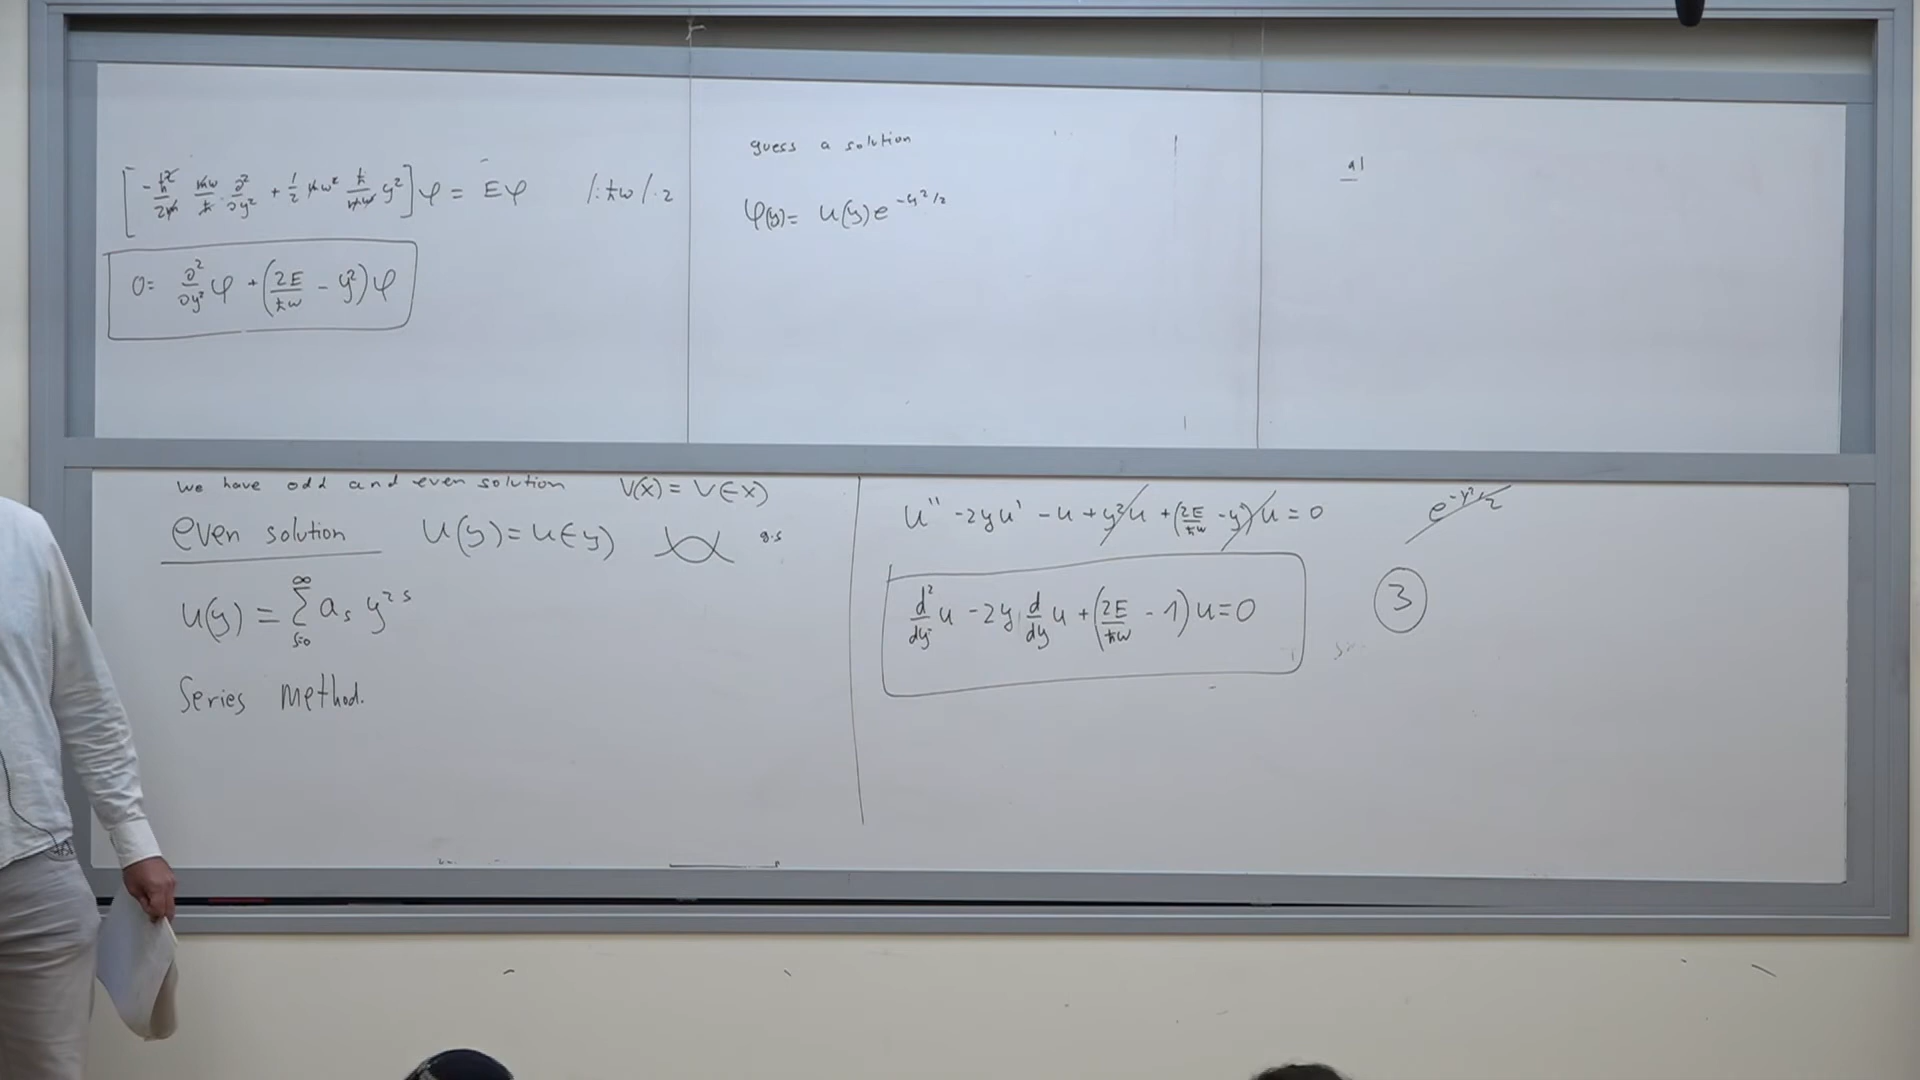 [-ħ²/2m mω/ħ ∂²/∂y² + 1/2 mω² ħ/mω y²]φ = Eφ /:ħω /·2
0 = ∂²/∂y² φ + (2E/ħω - y²)φ
guess a solution
φ(y) = u(y)e^{-y²/2}
a|
we have odd and even solution V(x) = V(-x)
even solution u(y) = u(-y) g.s
u(y) = ∑_{s=0}^{∞} a_s y^{2s}
Series Method.
u'' - 2yu' - u + y²u + (2E/ħω - y²)u = 0 e^{-y²/2}
d²/dy² u - 2y d/dy u + (2E/ħω - 1)u = 0 3